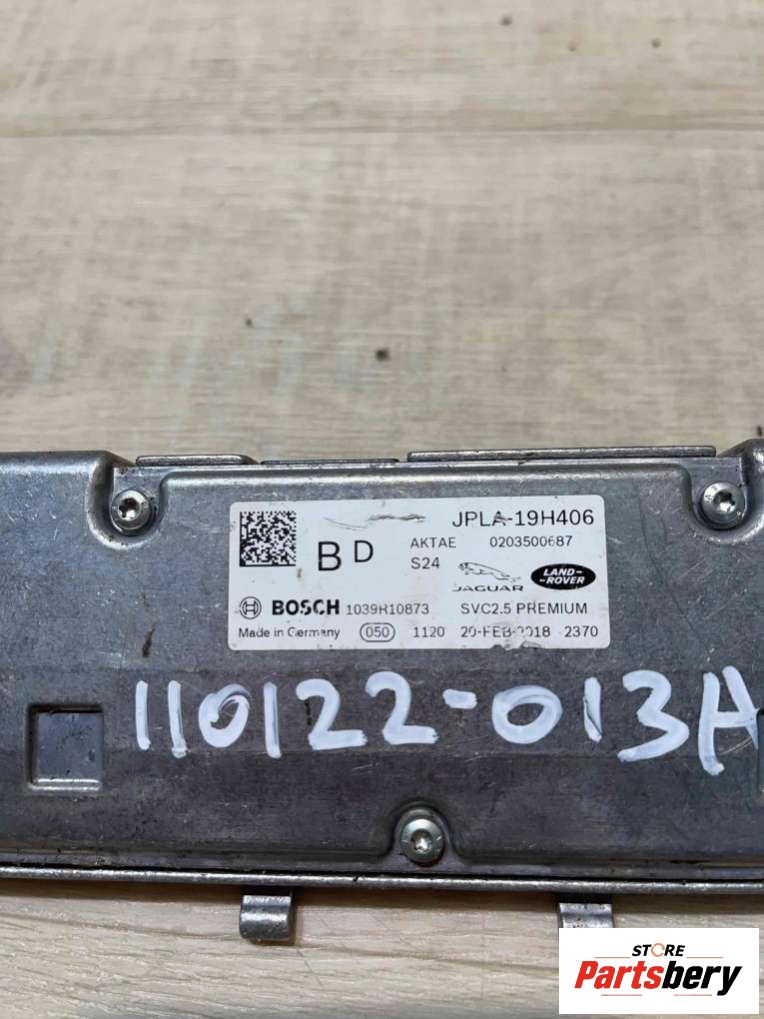 JPLA-19H406
B D AKTAE 0203500687
S24 JAGUAR LAND-ROVER
BOSCH 1039R10873 SVC2.5 PREMIUM
Made in Germany 050 1120 20-FEB-2018 2370
110122-013A
STORE
Partsbery